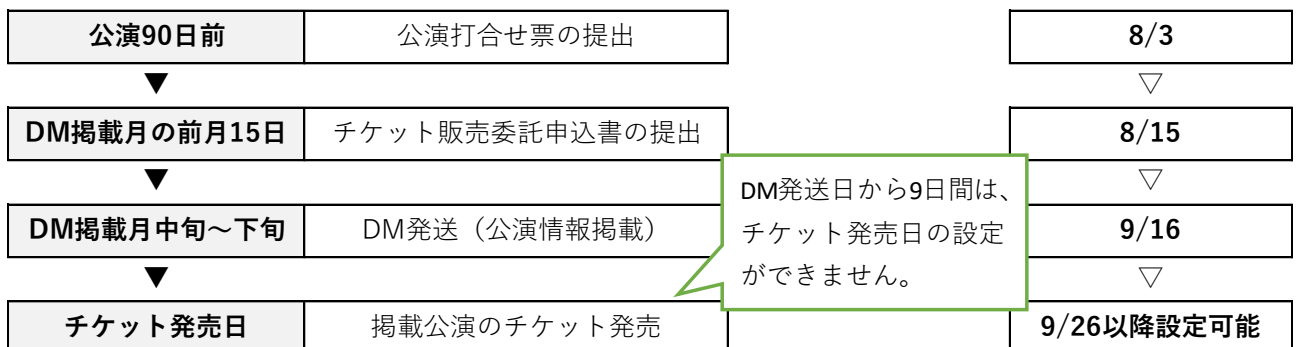 公演90日前 公演打合せ票の提出 8/3
▼ ▽
DM掲載月の前月15日 チケット販売委託申込書の提出 8/15
▼ ▽
DM発送日から9日間は、
チケット発売日の設定
ができません。
DM掲載月中旬～下旬 DM発送（公演情報掲載） 9/16
▼ ▽
チケット発売日 掲載公演のチケット発売 9/26以降設定可能